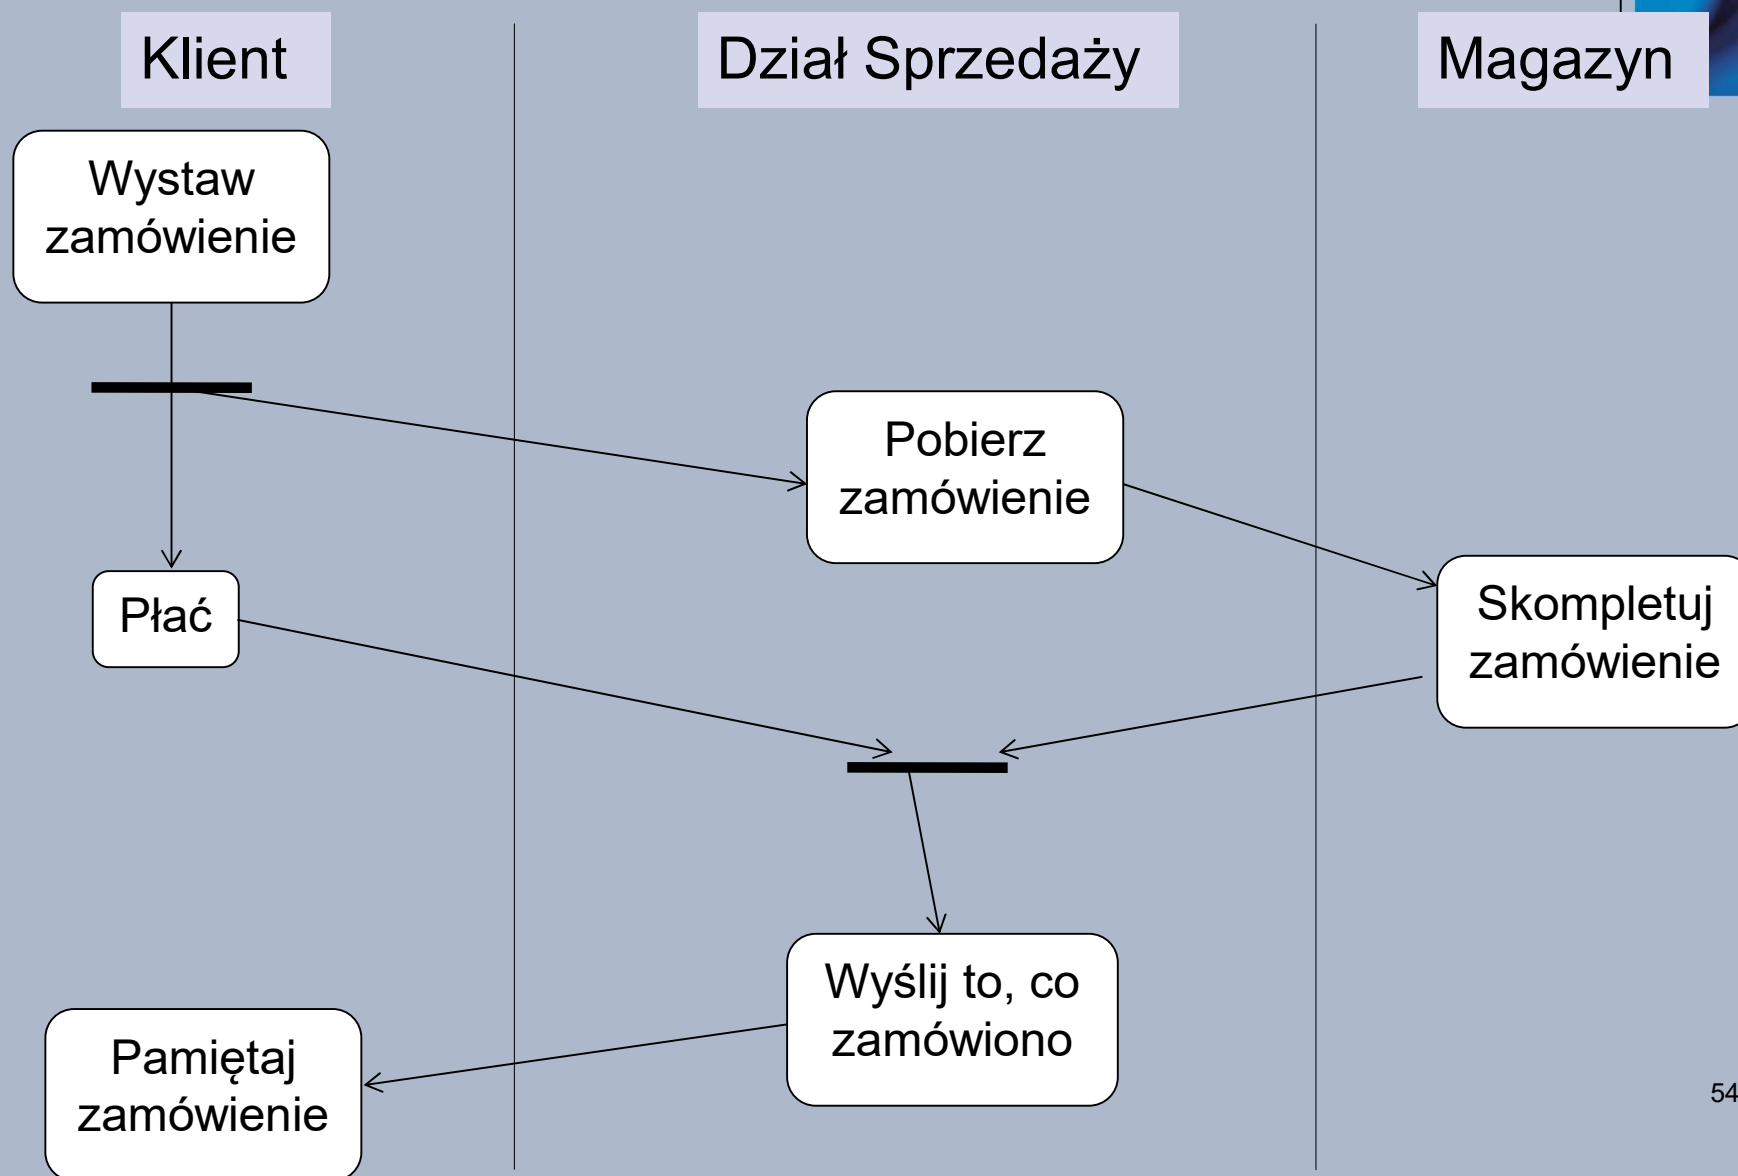 Klient
Dział Sprzedaży
Magazyn
Wystaw
zamówienie
Pobierz
zamówienie
Płać
Skompletuj
zamówienie
Wyślij to, co
zamówiono
Pamiętaj
zamówienie
54